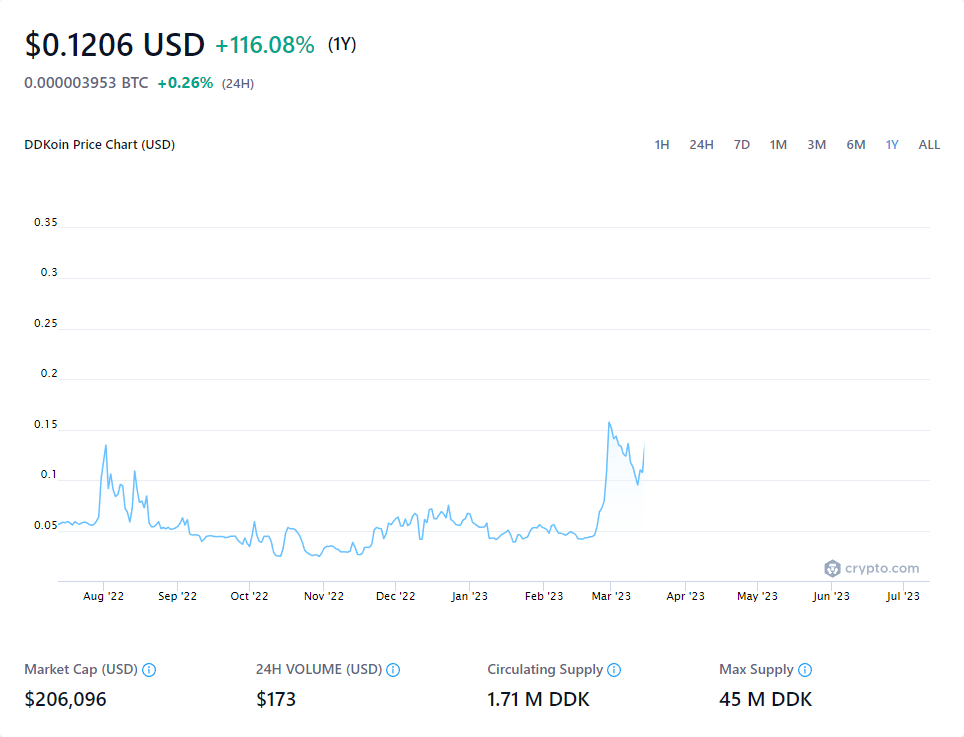 $0.1206 USD +116.08% (1Y)
0.000003953 BTC +0.26% (24H)
DDKoin Price Chart (USD) 1H 24H 7D 1M 3M 6M 1Y ALL
0.35
0.3
0.25
0.2
0.15
0.1
0.05
crypto.com
Aug '22 Sep '22 Oct '22 Nov '22 Dec '22 Jan '23 Feb '23 Mar '23 Apr '23 May '23 Jun '23 Jul '23
Market Cap (USD) 24H VOLUME (USD) Circulating Supply Max Supply
$206,096 $173 1.71 M DDK 45 M DDK